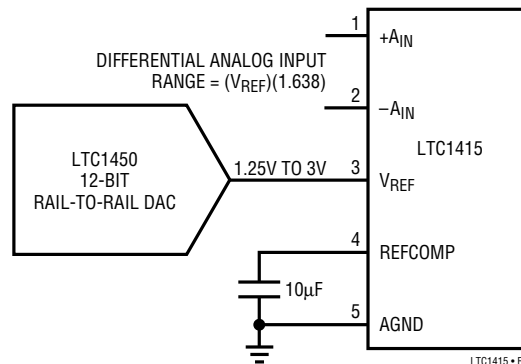 1
+AIN
DIFFERENTIAL ANALOG INPUT
RANGE = (VREF)(1.638)
2
–AIN
LTC1450
12-BIT
RAIL-TO-RAIL DAC
1.25V TO 3V
3
VREF
LTC1415
4
REFCOMP
10µF
5
AGND
LTC1415 •